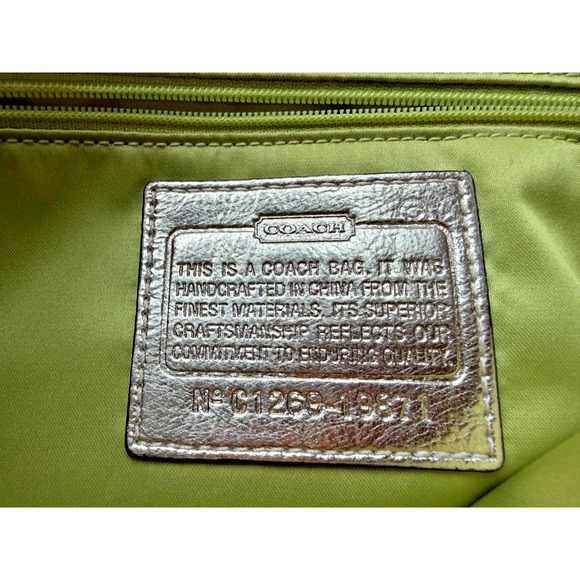 COACH
THIS IS A COACH BAG. IT WAS
HANDCRAFTED IN CHINA FROM THE
FINEST MATERIALS. ITS SUPERIOR
CRAFTSMANSHIP REFLECTS OUR
COMMITMENT TO ENDURING QUALITY
Nº C1269-19871